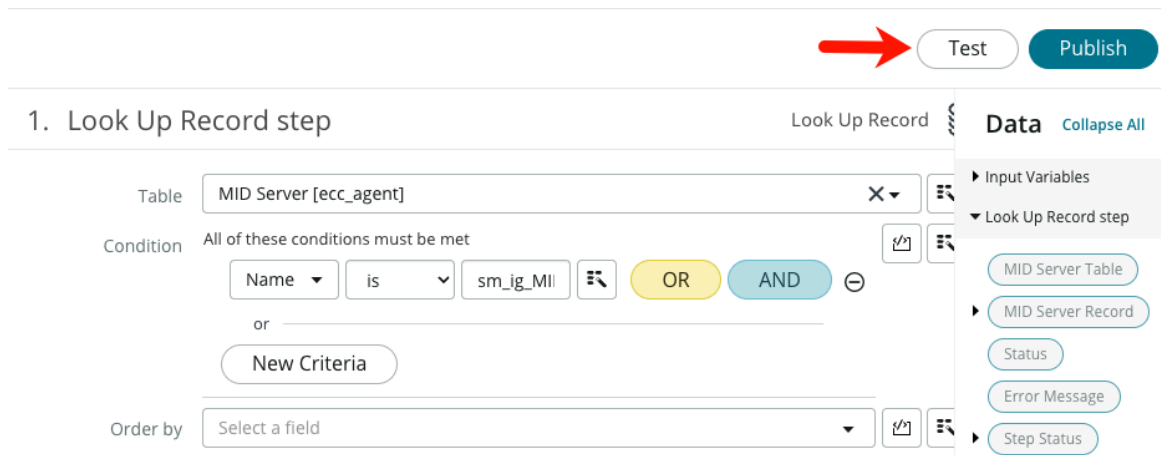 Test Publish
1. Look Up Record step Look Up Record Data Collapse All
Input Variables
Table MID Server [ecc_agent]
Look Up Record step
Condition All of these conditions must be met
MID Server Table
Name is sm_ig_MI OR AND
MID Server Record
or
Status
New Criteria
Error Message
Order by Select a field
Step Status